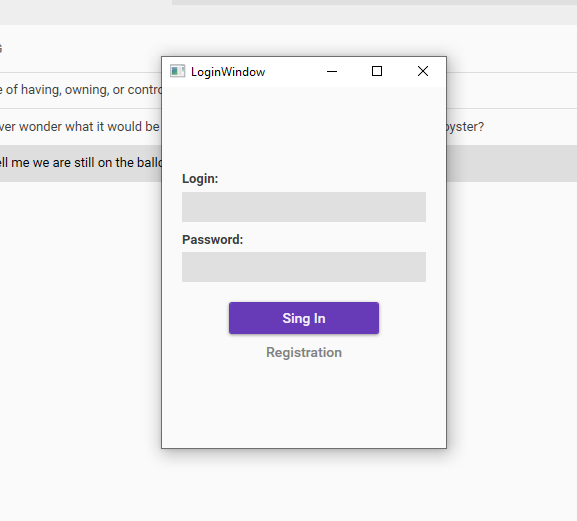 LoginWindow
e of having, owning, or contro
ver wonder what it would be
oyster?
ell me we are still on the ballo
Login:
Password:
Sing In
Registration